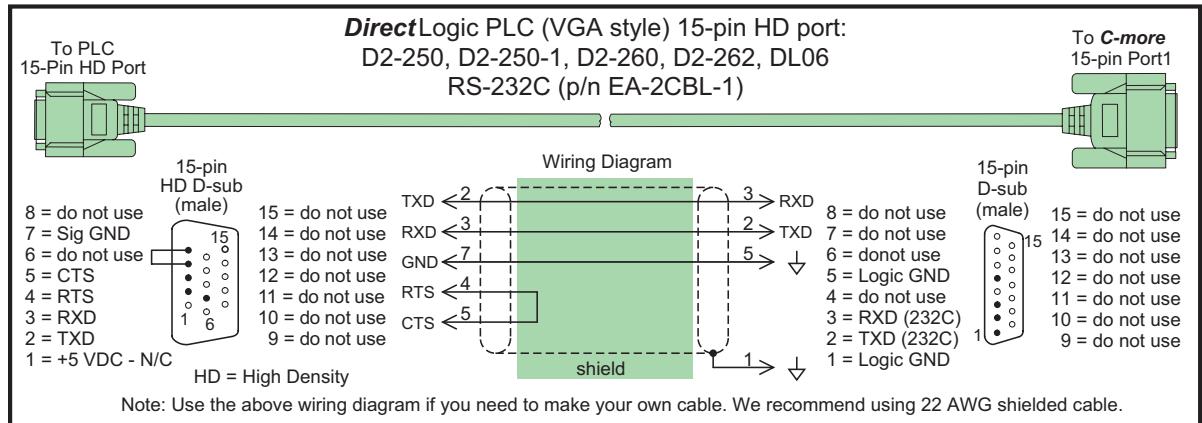 DirectLogic PLC (VGA style) 15-pin HD port:
D2-250, D2-250-1, D2-260, D2-262, DL06
RS-232C (p/n EA-2CBL-1)
To PLC
15-Pin HD Port
To C-more
15-pin Port1
Wiring Diagram
15-pin
HD D-sub
(male)
8 = do not use
7 = Sig GND
6 = do not use
5 = CTS
4 = RTS
3 = RXD
2 = TXD
1 = +5 VDC - N/C
15
1
6
HD = High Density
15 = do not use
14 = do not use
13 = do not use
12 = do not use
11 = do not use
10 = do not use
9 = do not use
TXD 2 3 RXD
RXD 3 2 TXD
GND 7 5
RTS 4
CTS 5
1
shield
8 = do not use
7 = do not use
6 = donot use
5 = Logic GND
4 = do not use
3 = RXD (232C)
2 = TXD (232C)
1 = Logic GND
15-pin
D-sub
(male)
15
1
15 = do not use
14 = do not use
13 = do not use
12 = do not use
11 = do not use
10 = do not use
9 = do not use
Note: Use the above wiring diagram if you need to make your own cable. We recommend using 22 AWG shielded cable.